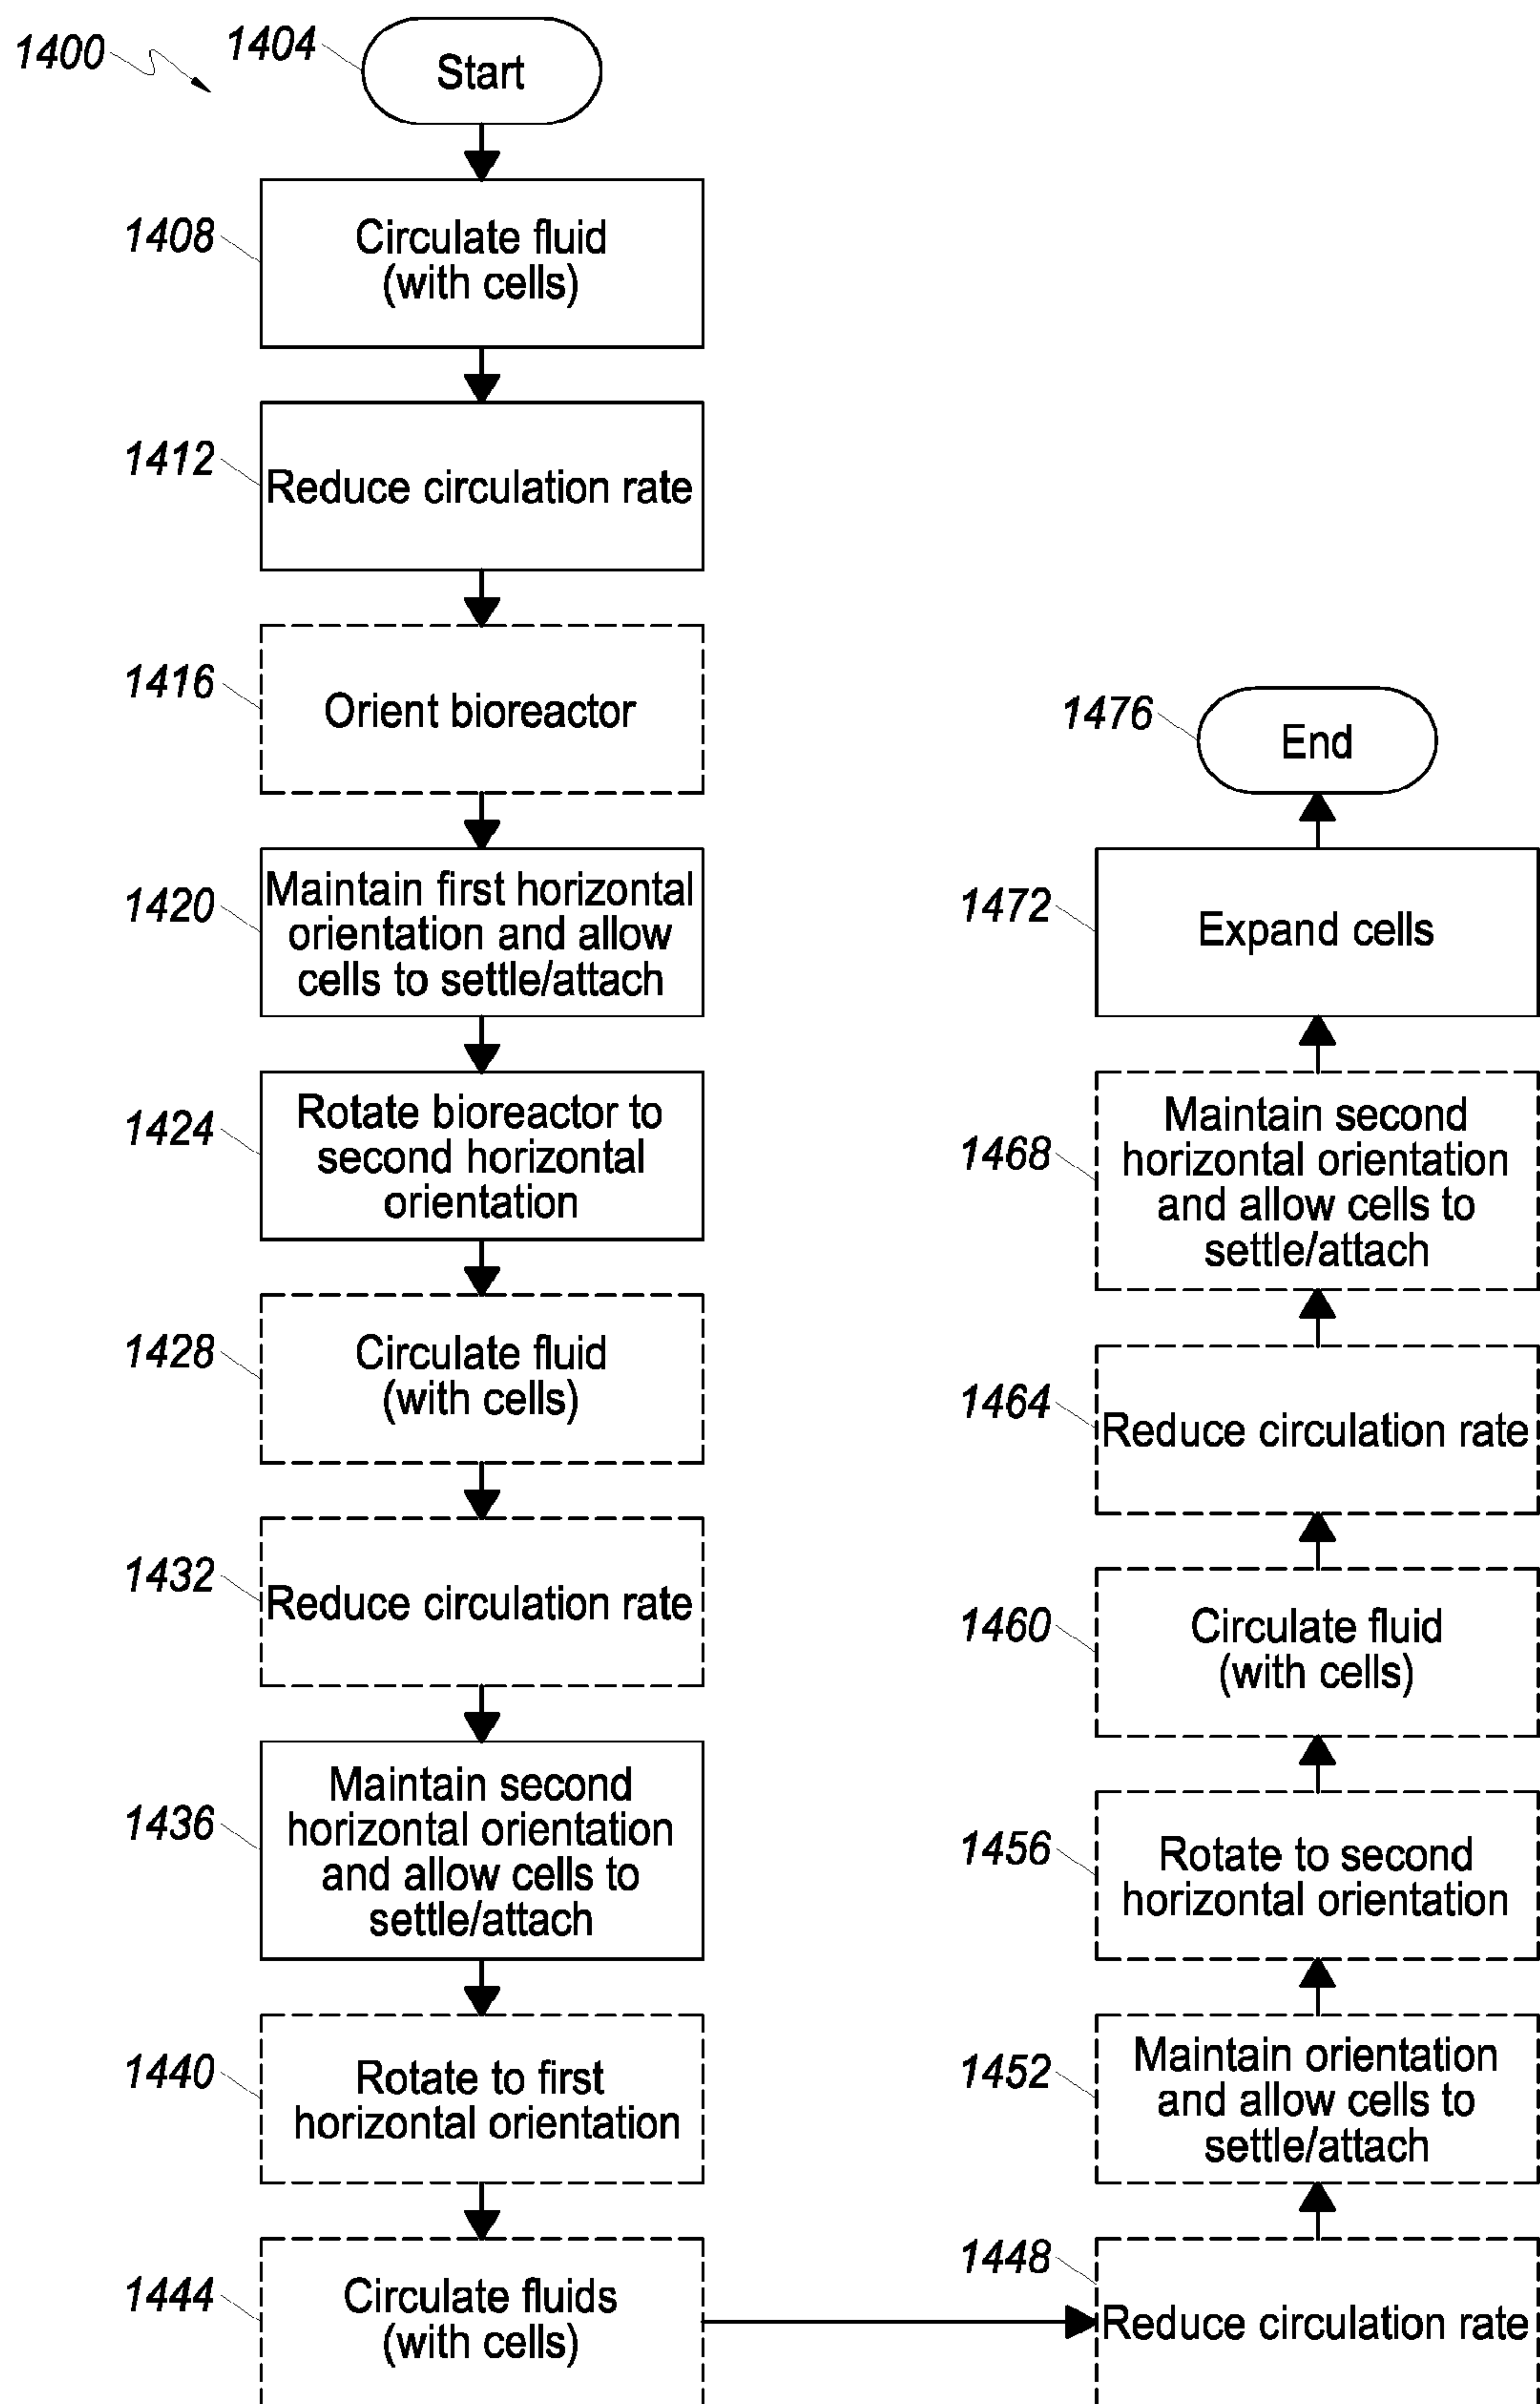 1400
1404
Start
1408
Circulate fluid
(with cells)
1412
Reduce circulation rate
1416
Orient bioreactor
1420
Maintain first horizontal
orientation and allow
cells to settle/attach
1424
Rotate bioreactor to
second horizontal
orientation
1428
Circulate fluid
(with cells)
1432
Reduce circulation rate
1436
Maintain second
horizontal orientation
and allow cells to
settle/attach
1440
Rotate to first
horizontal orientation
1444
Circulate fluids
(with cells)
1448
Reduce circulation rate
1452
Maintain orientation
and allow cells to
settle/attach
1456
Rotate to second
horizontal orientation
1460
Circulate fluid
(with cells)
1464
Reduce circulation rate
1468
Maintain second
horizontal orientation
and allow cells to
settle/attach
1472
Expand cells
1476
End